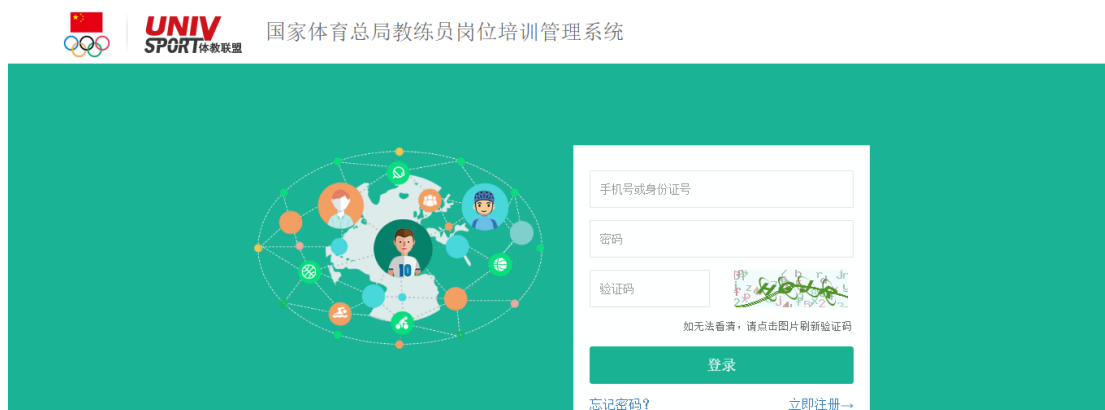 UNIV
SPORT体教联盟
国家体育总局教练员岗位培训管理系统
手机号或身份证号
密码
验证码
如无法看清，请点击图片刷新验证码
登录
忘记密码?
立即注册→
10